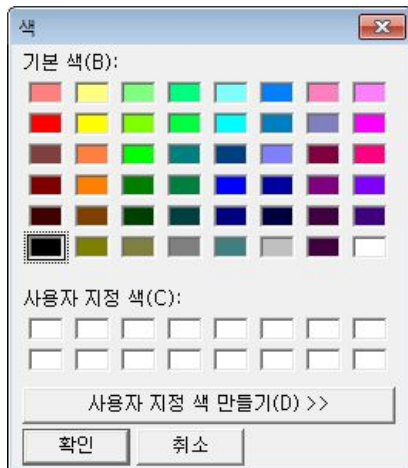 색
기본 색(B):
사용자 지정 색(C):
사용자 지정 색 만들기(D) >>
확인 취소